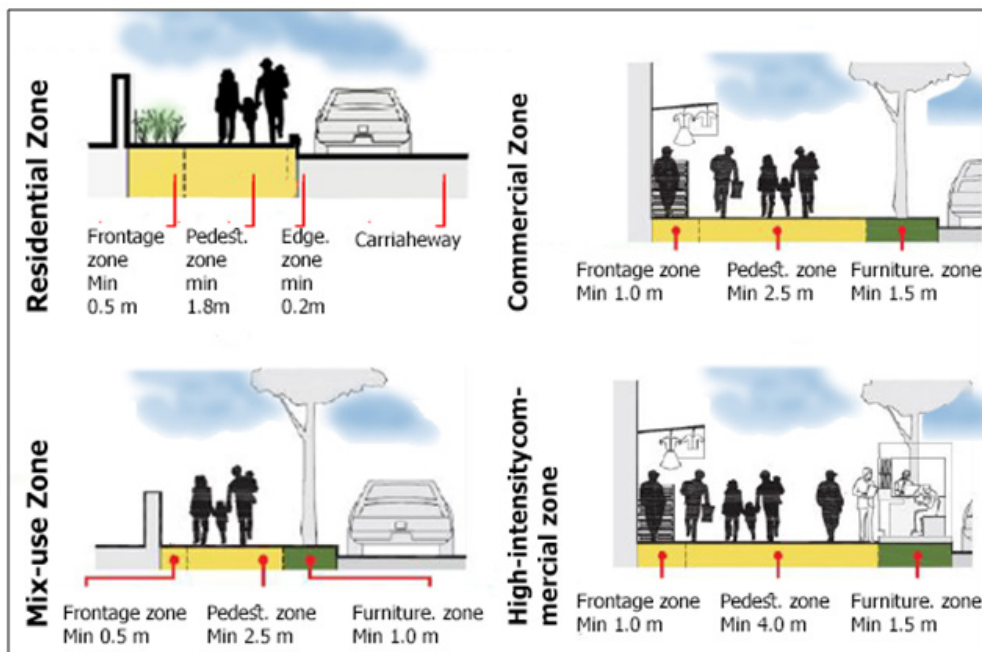 Residential Zone
Frontage
zone
Min
0.5 m
Pedest.
zone
min
1.8m
Edge.
zone
min
0.2m
Carriaheway
Commercial Zone
Frontage zone
Min 1.0 m
Pedest. zone
Min 2.5 m
Furniture. zone
Min 1.5 m
Mix-use Zone
Frontage zone
Min 0.5 m
Pedest. zone
Min 2.5 m
Furniture. zone
Min 1.0 m
High-intensitycom-
mercial zone
Frontage zone
Min 1.0 m
Pedest. zone
Min 4.0 m
Furniture. zone
Min 1.5 m